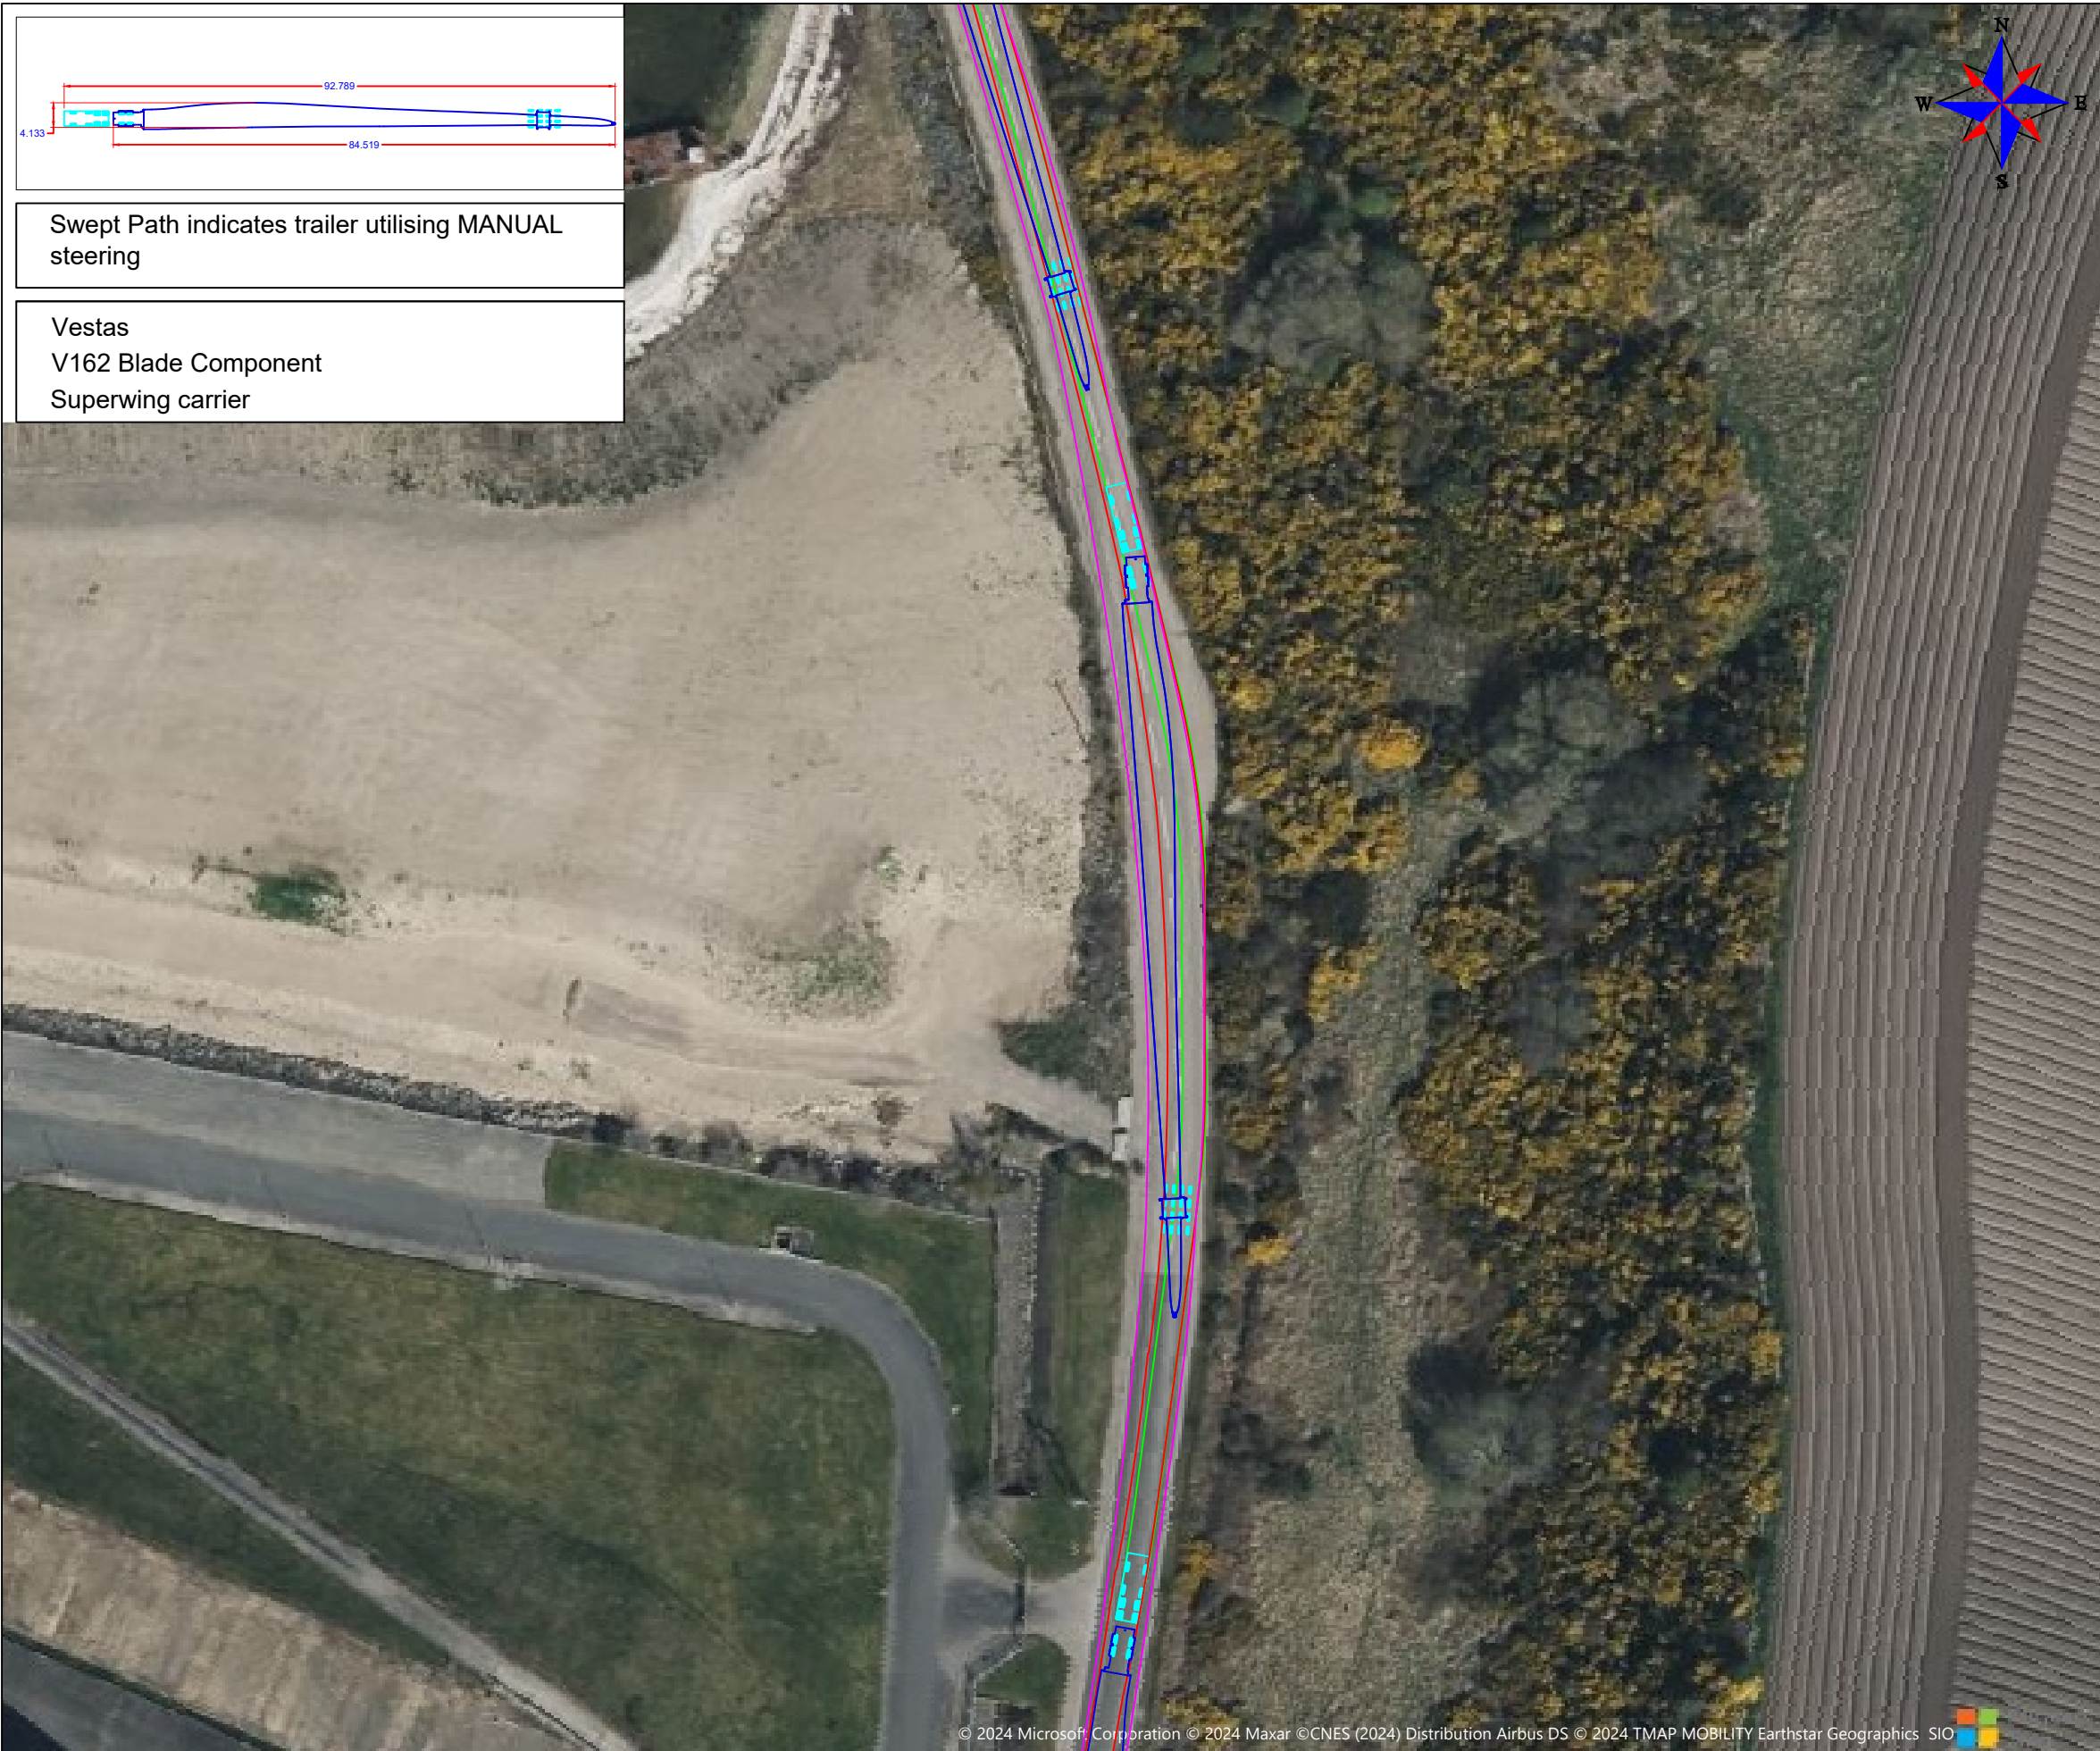 92.789
4.133
84.519
Swept Path indicates trailer utilising MANUAL
steering
Vestas
V162 Blade Component
Superwing carrier
N
W E
S
© 2024 Microsoft Corporation © 2024 Maxar ©CNES (2024) Distribution Airbus DS © 2024 TMAP MOBILITY Earthstar Geographics SIO